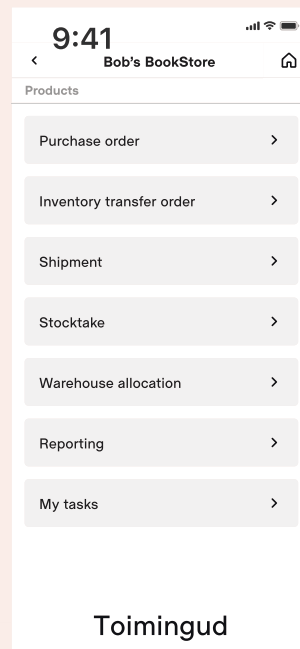 9:41
Bob's BookStore
Products
Purchase order
Inventory transfer order
Shipment
Stocktake
Warehouse allocation
Reporting
My tasks
Toimingud